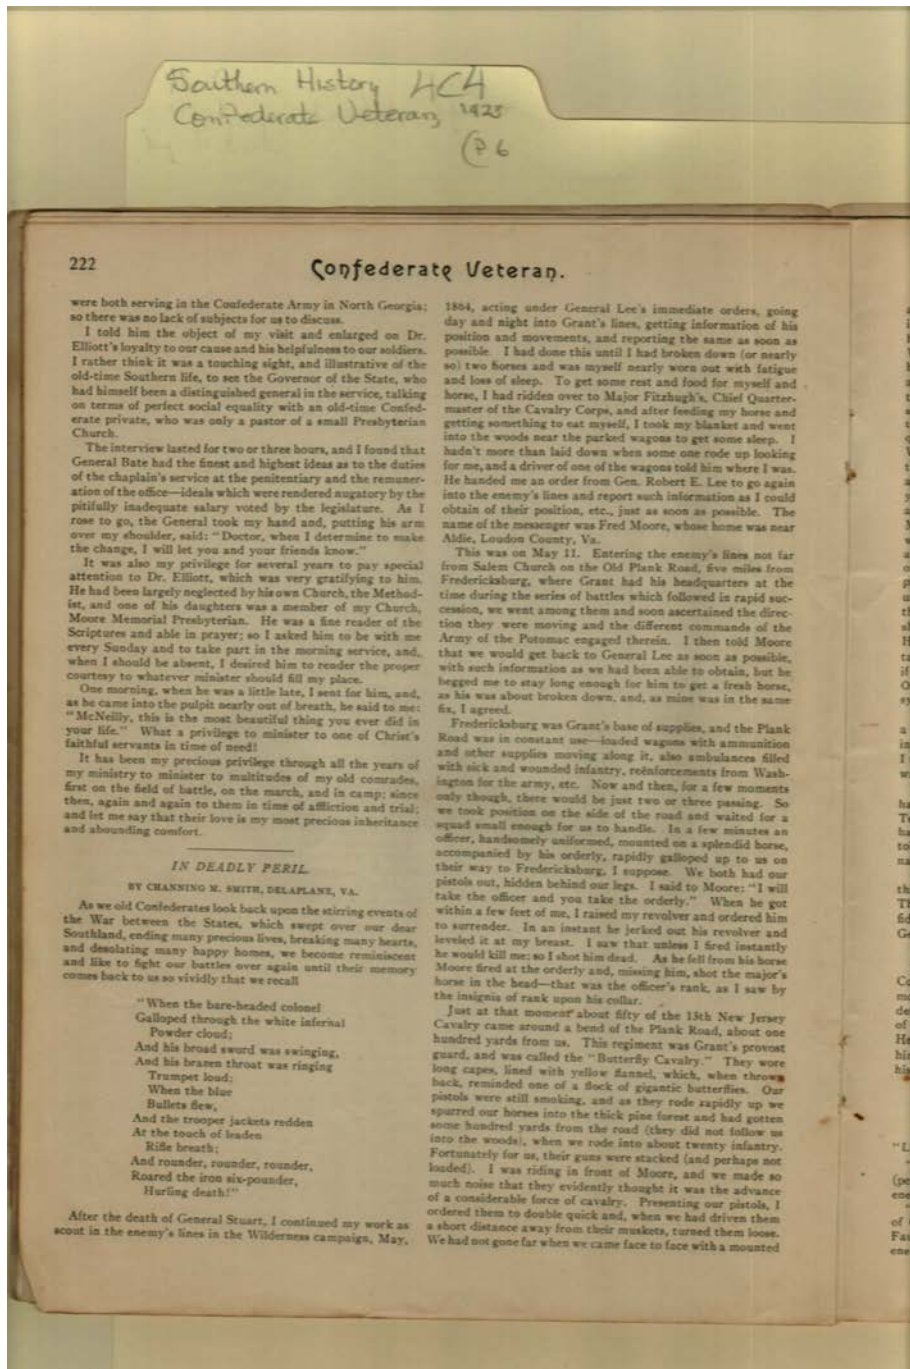 Southern History 4C4
Confederate Veteran, 1925
(P 6
222
Confederate Veteran.
were both serving in the Confederate Army in North Georgia;
so there was no lack of subjects for us to discuss.
I told him the object of my visit and enlarged on Dr.
Elliott's loyalty to our cause and his helpfulness to our soldiers.
I rather think it was a touching sight, and illustrative of the
old-time Southern life, to see the Governor of the State, who
had himself been a distinguished general in the service, talking
on terms of perfect social equality with an old-time Confed-
erate private, who was only a pastor of a small Presbyterian
Church.
The interview lasted for two or three hours, and I found that
General Bate had the finest and highest ideas as to the duties
of the chaplain's service at the penitentiary and the remuner-
ation of the office—ideals which were rendered nugatory by the
pitifully inadequate salary voted by the legislature. As I
rose to go, the General took my hand and, putting his arm
over my shoulder, said: "Doctor, when I determine to make
the change, I will let you and your friends know."
It was also my privilege for several years to pay special
attention to Dr. Elliott, which was very gratifying to him.
He had been largely neglected by his own Church, the Method-
ist, and one of his daughters was a member of my Church,
Moore Memorial Presbyterian. He was a fine reader of the
Scriptures and able in prayer; so I asked him to be with me
every Sunday and to take part in the morning service, and,
when I should be absent, I desired him to render the proper
courtesy to whatever minister should fill my place.
One morning, when he was a little late, I sent for him, and,
as he came into the pulpit nearly out of breath, he said to me:
"McNeilly, this is the most beautiful thing you ever did in
your life." What a privilege to minister to one of Christ's
faithful servants in time of need!
It has been my precious privilege through all the years of
my ministry to minister to multitudes of my old comrades,
first on the field of battle, on the march, and in camp; since
then, again and again to them in time of affliction and trial;
and let me say that their love is my most precious inheritance
and abounding comfort.
IN DEADLY PERIL.
BY CHANNING M. SMITH, DELAPLANE, VA.
As we old Confederates look back upon the stirring events of
the War between the States, which swept over our dear
Southland, ending many precious lives, breaking many hearts,
and desolating many happy homes, we become reminiscent
and like to fight our battles over again until their memory
comes back to us so vividly that we recall
"When the bare-headed colonel
Galloped through the white infernal
Powder cloud;
And his broad sword was swinging,
And his brazen throat was ringing
Trumpet loud;
When the blue
Bullets flew,
And the trooper jackets redden
At the touch of leaden
Rifle breath;
And rounder, rounder, rounder,
Roared the iron six-pounder,
Hurling death!"
After the death of General Stuart, I continued my work as
scout in the enemy's lines in the Wilderness campaign, May,
1864, acting under General Lee's immediate orders, going
day and night into Grant's lines, getting information of his
position and movements, and reporting the same as soon as
possible. I had done this until I had broken down (or nearly
so) two horses and was myself nearly worn out with fatigue
and loss of sleep. To get some rest and food for myself and
horse, I had ridden over to Major Fitzhugh's, Chief Quarter-
master of the Cavalry Corps, and after feeding my horse and
getting something to eat myself, I took my blanket and went
into the woods near the parked wagons to get some sleep. I
hadn't more than laid down when some one rode up looking
for me, and a driver of one of the wagons told him where I was.
He handed me an order from Gen. Robert E. Lee to go again
into the enemy's lines and report such information as I could
obtain of their position, etc., just as soon as possible. The
name of the messenger was Fred Moore, whose home was near
Aldie, Loudon County, Va.
This was on May 11. Entering the enemy's lines not far
from Salem Church on the Old Plank Road, five miles from
Fredericksburg, where Grant had his headquarters at the
time during the series of battles which followed in rapid suc-
cession, we went among them and soon ascertained the direc-
tion they were moving and the different commands of the
Army of the Potomac engaged therein. I then told Moore
that we would get back to General Lee as soon as possible,
with such information as we had been able to obtain, but he
begged me to stay long enough for him to get a fresh horse,
as his was about broken down, and, as mine was in the same
fix, I agreed.
Fredericksburg was Grant's base of supplies, and the Plank
Road was in constant use—loaded wagons with ammunition
and other supplies moving along it, also ambulances filled
with sick and wounded infantry, reënforcements from Wash-
ington for the army, etc. Now and then, for a few moments
only though, there would be just two or three passing. So
we took position on the side of the road and waited for a
squad small enough for us to handle. In a few minutes an
officer, handsomely uniformed, mounted on a splendid horse,
accompanied by his orderly, rapidly galloped up to us on
their way to Fredericksburg, I suppose. We both had our
pistols out, hidden behind our legs. I said to Moore: "I will
take the officer and you take the orderly." When he got
within a few feet of me, I raised my revolver and ordered him
to surrender. In an instant he jerked out his revolver and
leveled it at my breast. I saw that unless I fired instantly
he would kill me; so I shot him dead. As he fell from his horse
Moore fired at the orderly and, missing him, shot the major's
horse in the head—that was the officer's rank, as I saw by
the insignia of rank upon his collar.
Just at that moment about fifty of the 13th New Jersey
Cavalry came around a bend of the Plank Road, about one
hundred yards from us. This regiment was Grant's provost
guard, and was called the "Butterfly Cavalry." They wore
long capes, lined with yellow flannel, which, when thrown
back, reminded one of a flock of gigantic butterflies. Our
pistols were still smoking, and as they rode rapidly up we
spurred our horses into the thick pine forest and had gotten
some hundred yards from the road (they did not follow us
into the woods), when we rode into about twenty infantry.
Fortunately for us, their guns were stacked (and perhaps not
loaded). I was riding in front of Moore, and we made so
much noise that they evidently thought it was the advance
of a considerable force of cavalry. Presenting our pistols, I
ordered them to double quick and, when we had driven them
a short distance away from their muskets, turned them loose.
We had not gone far when we came face to face with a mounted